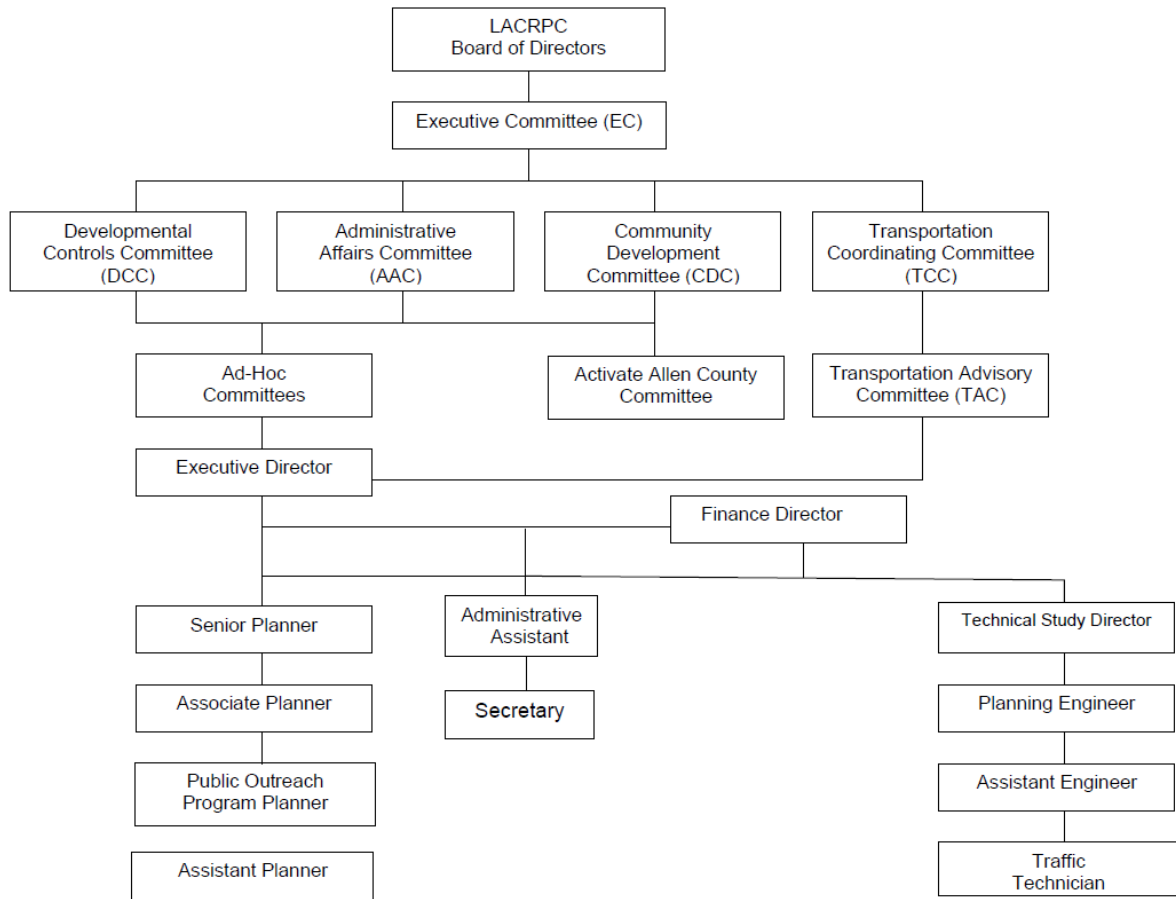 LACRPC
Board of Directors
Executive Committee (EC)
Developmental
Controls Committee
(DCC)
Administrative
Affairs Committee
(AAC)
Community
Development
Committee (CDC)
Transportation
Coordinating Committee
(TCC)
Ad-Hoc
Committees
Activate Allen County
Committee
Transportation Advisory
Committee (TAC)
Executive Director
Finance Director
Senior Planner
Administrative
Assistant
Technical Study Director
Associate Planner
Secretary
Planning Engineer
Public Outreach
Program Planner
Assistant Engineer
Assistant Planner
Traffic
Technician